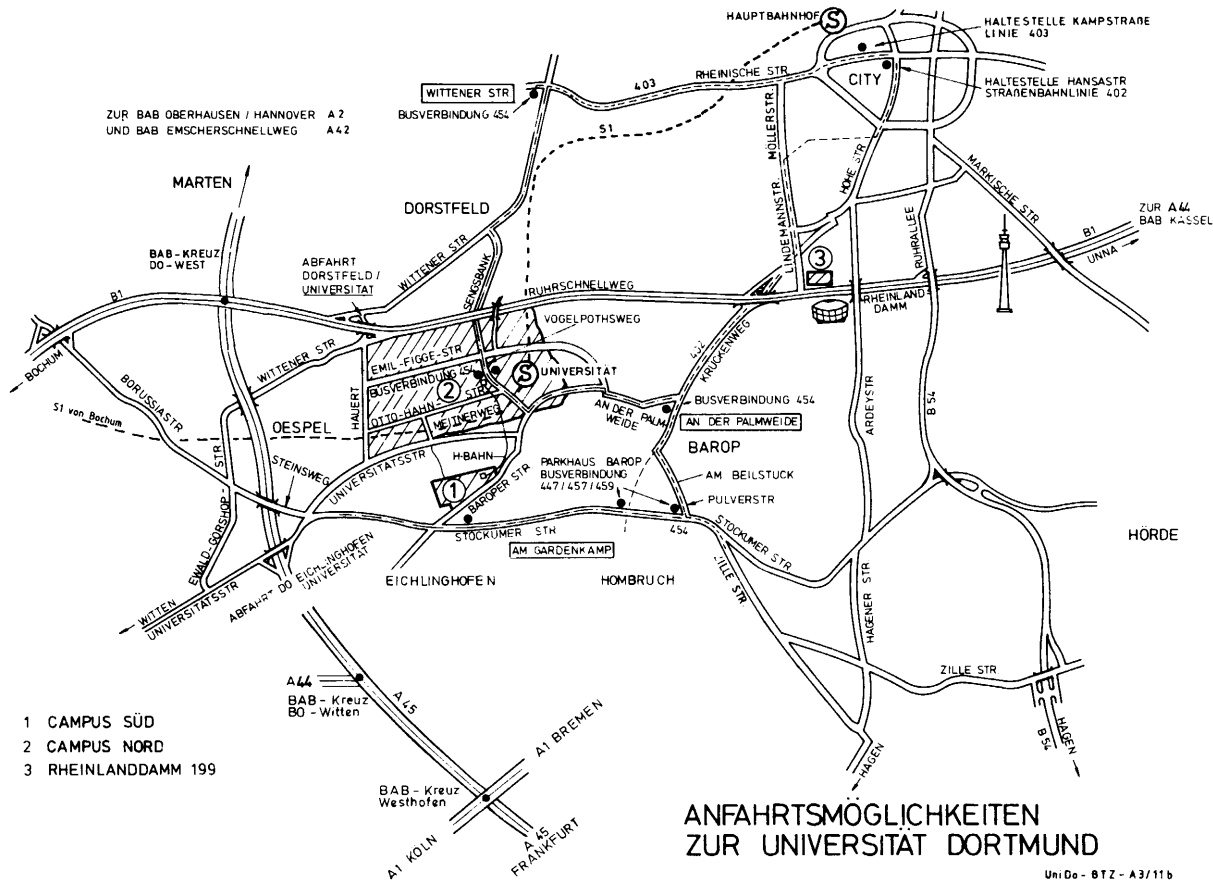 HAUPTBAHNHOF
S
HALTESTELLE KAMPSTRAßE
LINIE 403
RHEINISCHE STR
403
CITY
HALTESTELLE HANSASTR
STRAßENBAHNLINIE 402
WITTENER STR
BUSVERBINDUNG 454
ZUR BAB OBERHAUSEN / HANNOVER A 2
UND BAB EMSCHERSCHNELLWEG A 42
S1
MÖLLERSTR.
HOHE STR
MÄRKISCHE STR
MARTEN
DORSTFELD
LINDEMANNSTR.
RUHRALLEE
ZUR A44
BAB KASSEL
B1
UNNA
BAB-KREUZ
DO-WEST
ABFAHRT
DORSTFELD /
UNIVERSITÄT
WITTENER STR
SENGSBANK
3
B1
RUHRSCHNELLWEG
RHEINLAND
DAMM
VOGELPOTHSWEG
BOCHUM
WITTENER STR
EMIL-FIGGE-STR
BUSVERBINDUNG 454
2
S
UNIVERSITÄT
KRÜCKENWEG
BORUSSIASTR
S1 von Bochum
OESPEL
HAUERT
OTTO-HAHN-STR
MEITNERWEG
AN DER PALM-
WEIDE
BUSVERBINDUNG 454
AN DER PALMWEIDE
BAROP
ARDEYSTR
B 54
STEINSWEG
UNIVERSITÄTSSTR
H-BAHN
1
BAROPER STR
PARKHAUS BAROP
BUSVERBINDUNG
447/457/459
AM BEILSTÜCK
PULVERSTR
454
EWALD-GÖRSHOP-STR
STOCKUMER STR
AM GARDENKAMP
STOCKUMER STR
HÖRDE
EICHLINGHOFEN
HOMBRUCH
ZILLE STR.
HAGENER STR
WITTEN
UNIVERSITÄTSSTR
ABFAHRT DO EICHLINGHOFEN
UNIVERSITÄT
ZILLE STR
A44
BAB-Kreuz
BO-Witten
A 45
1 CAMPUS SÜD
2 CAMPUS NORD
3 RHEINLANDDAMM 199
A1 BREMEN
HAGEN
B 54
HAGEN
BAB-Kreuz
Westhofen
A1 KÖLN
A 45
FRANKFURT
ANFAHRTSMÖGLICHKEITEN
ZUR UNIVERSITÄT DORTMUND
UniDo - BTZ - A3/11b